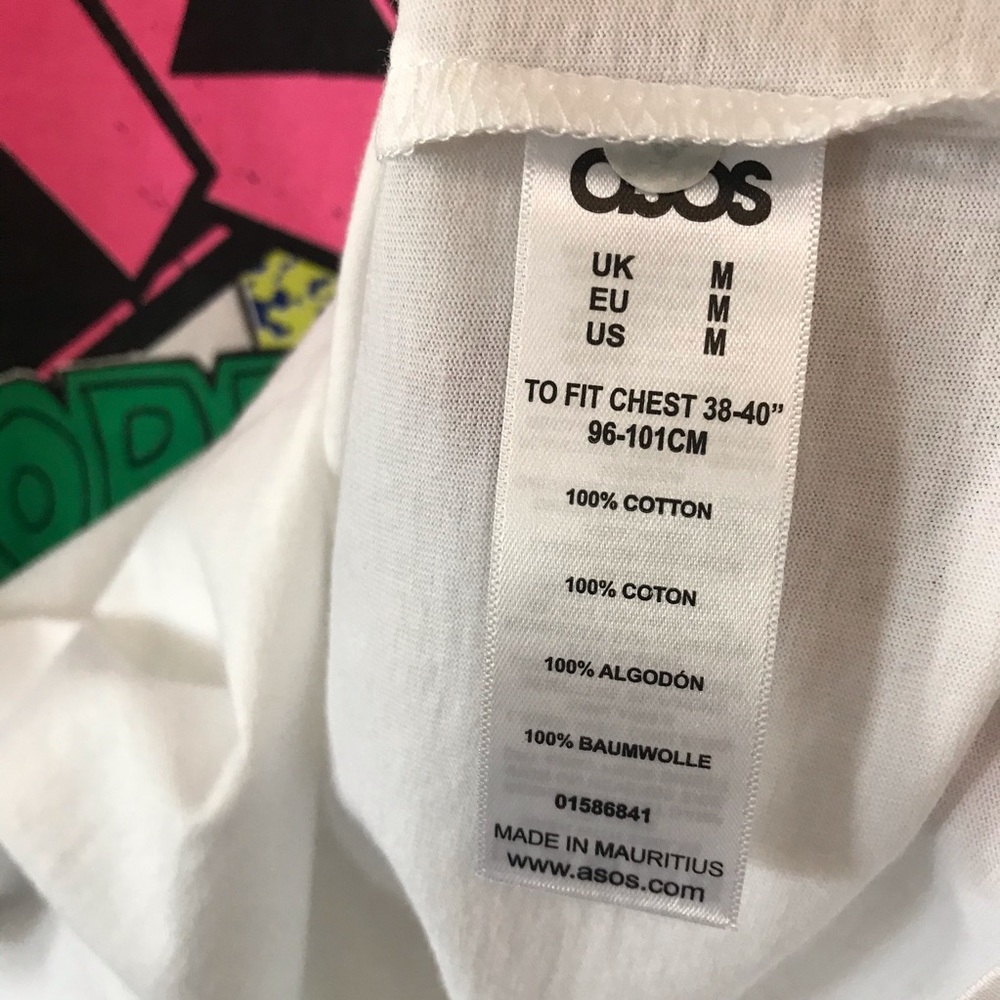 asos
UK M
EU M
US M
TO FIT CHEST 38-40”
96-101CM
100% COTTON
100% COTON
100% ALGODÓN
100% BAUMWOLLE
01586841
MADE IN MAURITIUS
www.asos.com